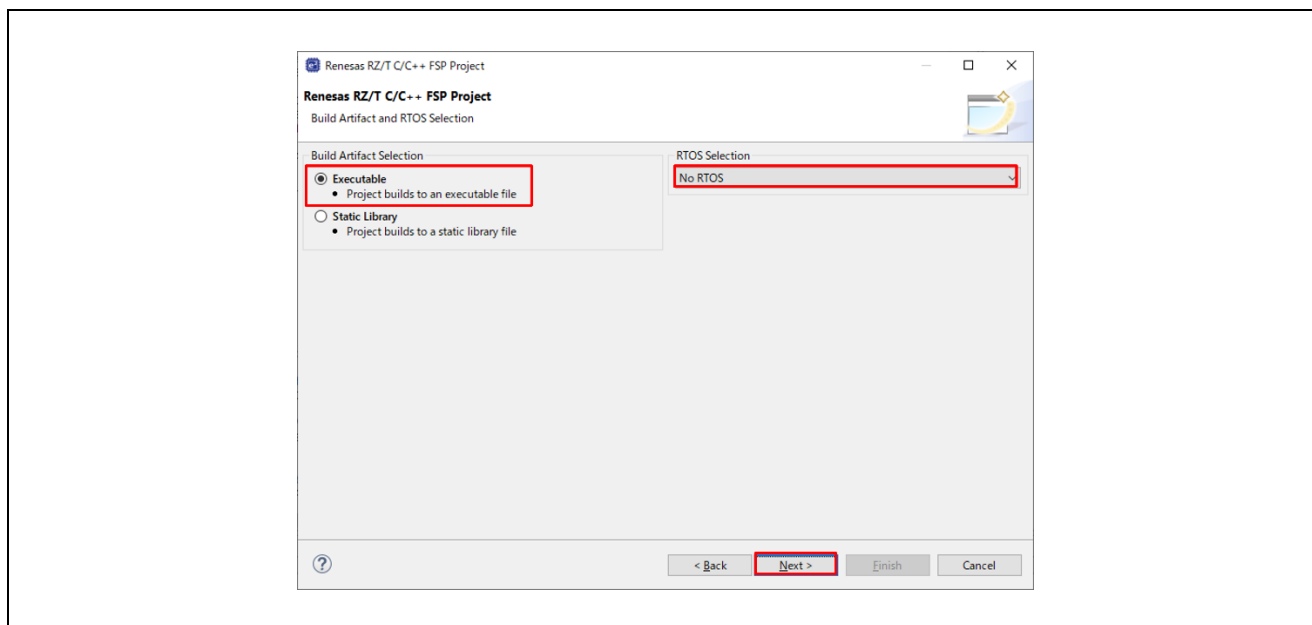 Renesas RZ/T C/C++ FSP Project
Renesas RZ/T C/C++ FSP Project
Build Artifact and RTOS Selection
Build Artifact Selection
Executable
• Project builds to an executable file
Static Library
• Project builds to a static library file
RTOS Selection
No RTOS
?
< Back
Next >
Finish
Cancel